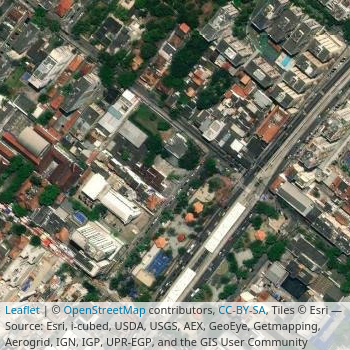 Leaflet | © OpenStreetMap contributors, CC-BY-SA, Tiles © Esri —
Source: Esri, i-cubed, USDA, USGS, AEX, GeoEye, Getmapping,
Aerogrid, IGN, IGP, UPR-EGP, and the GIS User Community